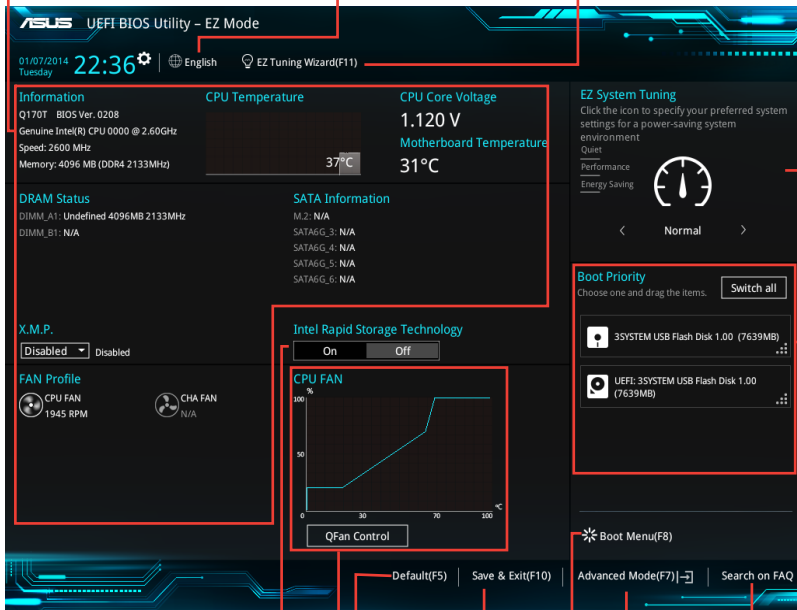 ASUS UEFI BIOS Utility – EZ Mode
01/07/2014
Tuesday
22:36
English
EZ Tuning Wizard(F11)
Information
Q170T BIOS Ver. 0208
Genuine Intel(R) CPU 0000 @ 2.60GHz
Speed: 2600 MHz
Memory: 4096 MB (DDR4 2133MHz)
CPU Temperature
37°C
CPU Core Voltage
1.120 V
Motherboard Temperature
31°C
EZ System Tuning
Click the icon to specify your preferred system
settings for a power-saving system
environment
Quiet
Performance
Energy Saving
< Normal >
DRAM Status
DIMM_A1: Undefined 4096MB 2133MHz
DIMM_B1: N/A
SATA Information
M.2: N/A
SATA6G_3: N/A
SATA6G_4: N/A
SATA6G_5: N/A
SATA6G_6: N/A
Boot Priority
Choose one and drag the items.
Switch all
3SYSTEM USB Flash Disk 1.00 (7639MB)
UEFI: 3SYSTEM USB Flash Disk 1.00
(7639MB)
X.M.P.
Disabled
Disabled
Intel Rapid Storage Technology
On Off
FAN Profile
CPU FAN
1945 RPM
CHA FAN
N/A
CPU FAN
%
100
50
0 30 70 100
°C
QFan Control
Boot Menu(F8)
Default(F5)
Save & Exit(F10)
Advanced Mode(F7)
Search on FAQ